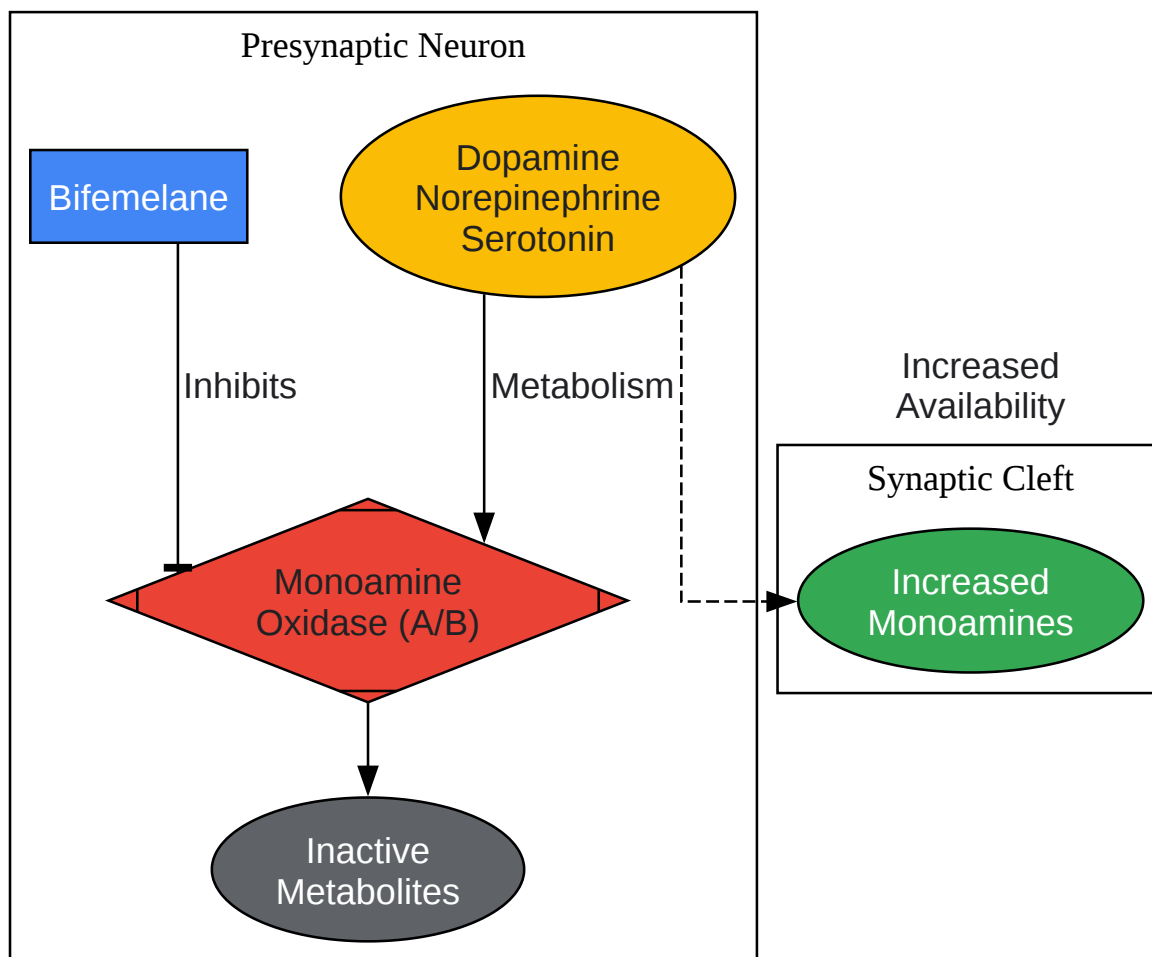 Presynaptic Neuron
Bifemelane
Dopamine
Norepinephrine
Serotonin
Inhibits
Metabolism
Increased
Availability
Synaptic Cleft
Monoamine
Oxidase (A/B)
Increased
Monoamines
Inactive
Metabolites